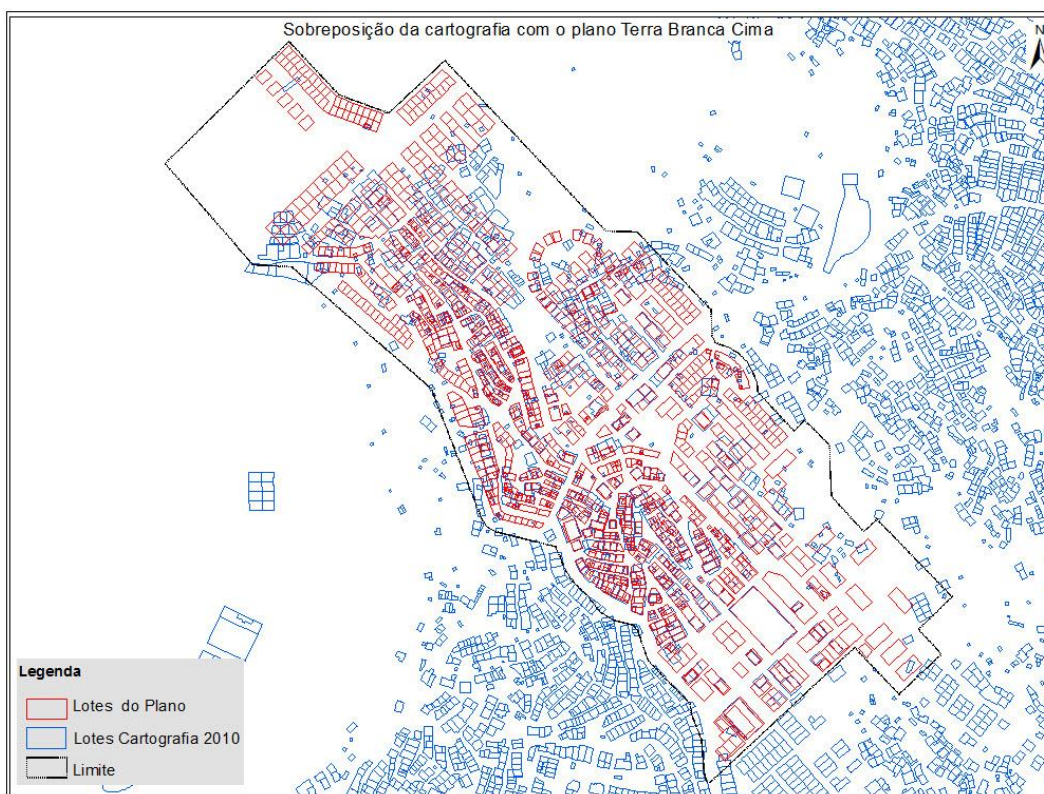 Sobreposição da cartografia com o plano Terra Branca Cima
N
Legenda
Lotes do Plano
Lotes Cartografia 2010
Limite